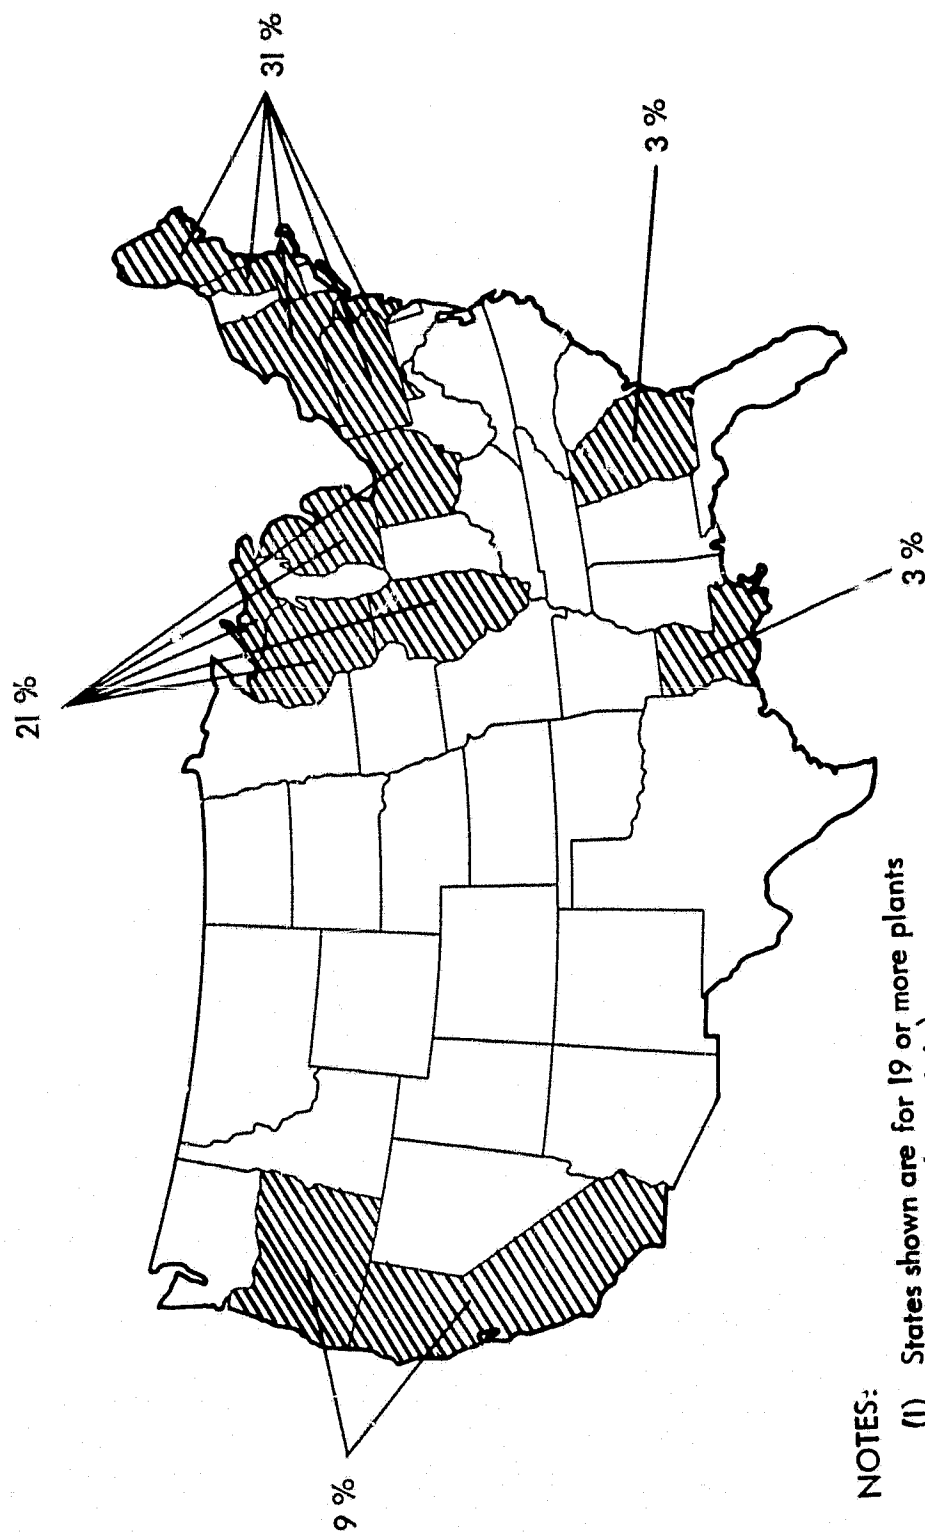 31 %
21 %
3 %
3 %
9 %
NOTES:
(1) States shown are for 19 or more plants